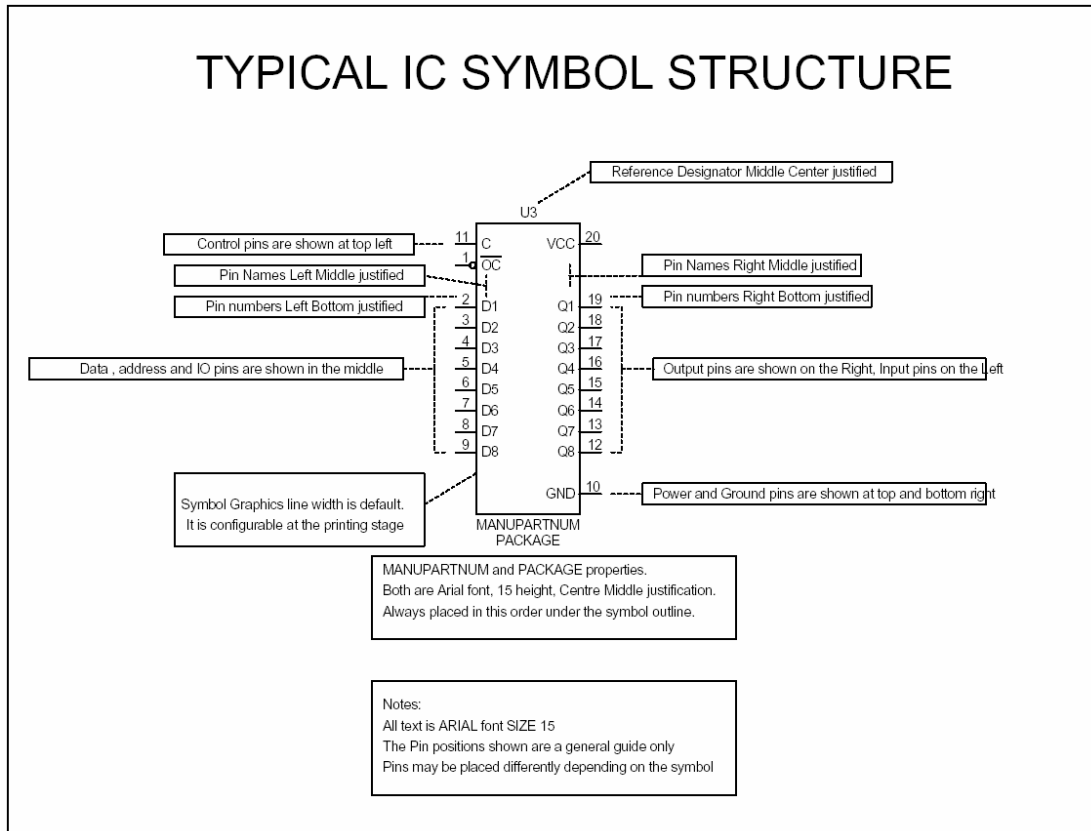 TYPICAL IC SYMBOL STRUCTURE
Reference Designator Middle Center justified
U3
Control pins are shown at top left
11 C VCC 20
1 OC
Pin Names Left Middle justified
Pin Names Right Middle justified
Pin numbers Left Bottom justified
Pin numbers Right Bottom justified
2 D1 Q1 19
3 D2 Q2 18
4 D3 Q3 17
5 D4 Q4 16
6 D5 Q5 15
7 D6 Q6 14
8 D7 Q7 13
9 D8 Q8 12
Data , address and IO pins are shown in the middle
Output pins are shown on the Right, Input pins on the Left
Symbol Graphics line width is default.
It is configurable at the printing stage
GND 10
Power and Ground pins are shown at top and bottom right
MANUPARTNUM
PACKAGE
MANUPARTNUM and PACKAGE properties.
Both are Arial font, 15 height, Centre Middle justification.
Always placed in this order under the symbol outline.
Notes:
All text is ARIAL font SIZE 15
The Pin positions shown are a general guide only
Pins may be placed differently depending on the symbol